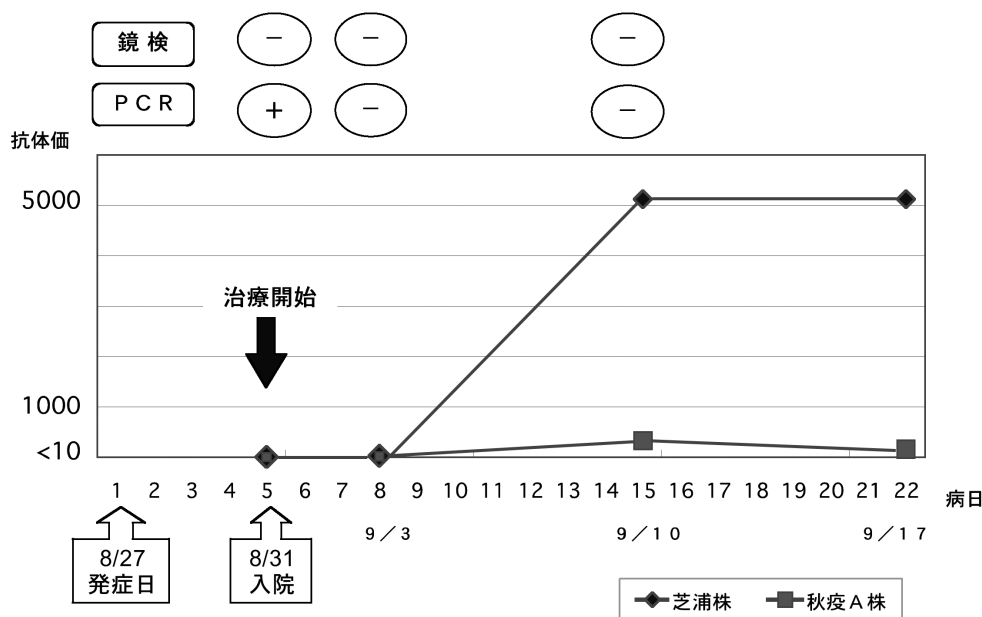 鏡検 － － －
ＰＣＲ ＋ － －
抗体価
5000
治療開始
1000
<10
1 2 3 4 5 6 7 8 9 10 11 12 13 14 15 16 17 18 19 20 21 22 病日
９／３ ９／１０ ９／１７
8/27 8/31
発症日 入院
芝浦株 秋疫Ａ株